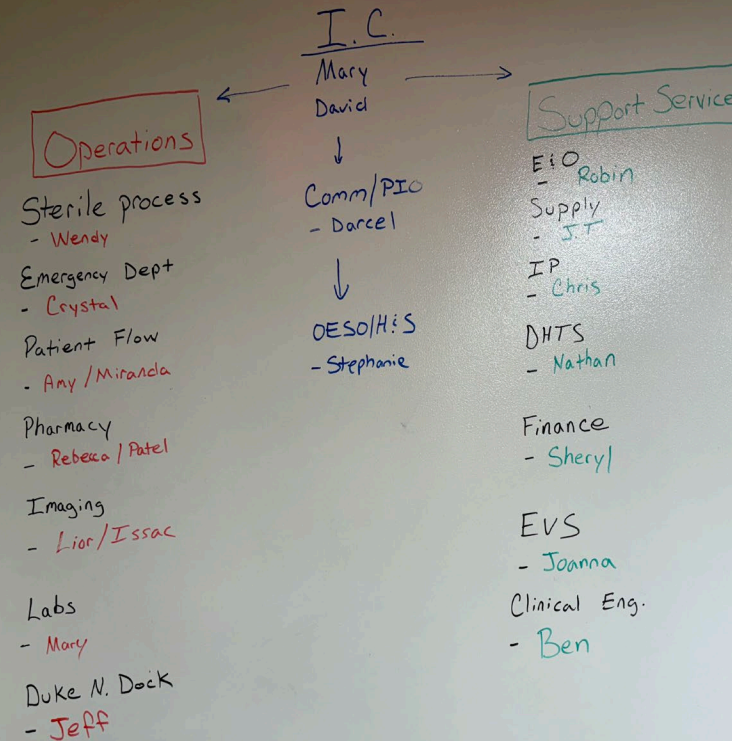 I. C.
Mary
David
Comm/PIO
- Darcel
OESO/H&S
- Stephanie
Operations
Sterile process
- Wendy
Emergency Dept
- Crystal
Patient Flow
- Amy / Miranda
Pharmacy
- Rebecca / Patel
Imaging
- Lior / Issac
Labs
- Mary
Duke N. Dock
- Jeff
Support Service
E&O
- Robin
Supply
- J.T
IP
- Chris
DHTS
- Nathan
Finance
- Sheryl
EVS
- Joanna
Clinical Eng.
- Ben